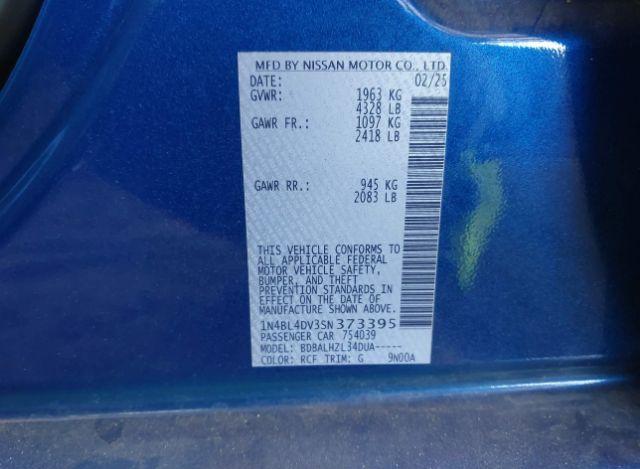 MFD BY NISSAN MOTOR CO., LTD.
DATE: 02/25
GVWR: 1963 KG
4328 LB
GAWR FR.: 1097 KG
2418 LB
GAWR RR.: 945 KG
2083 LB
THIS VEHICLE CONFORMS TO
ALL APPLICABLE FEDERAL
MOTOR VEHICLE SAFETY,
BUMPER, AND THEFT
PREVENTION STANDARDS IN
EFFECT ON THE DATE OF
MANUFACTURE SHOWN ABOVE.
1N4BL4DV3SN373395
PASSENGER CAR 754039
MODEL: BDBALHZL34DUA-----
COLOR: RCF TRIM: G 9N00A